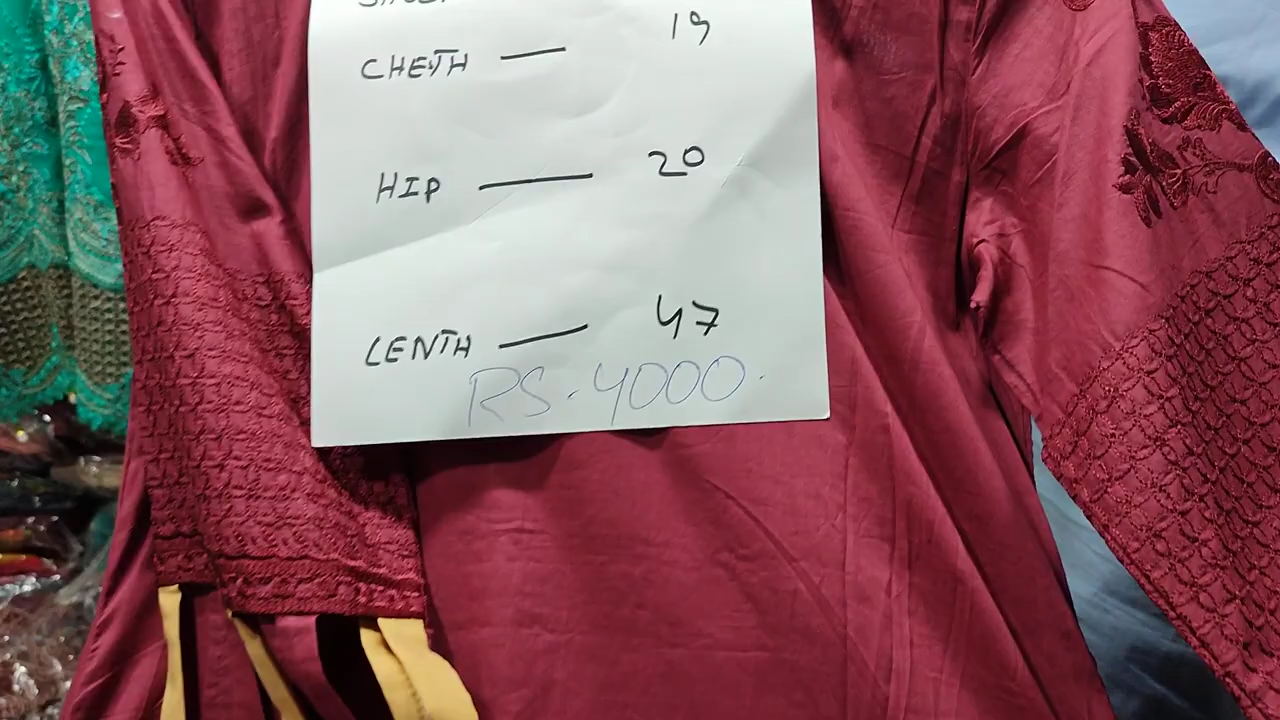 CHETH — 19
HIP — 20
LENTH — 47
RS. 4000.